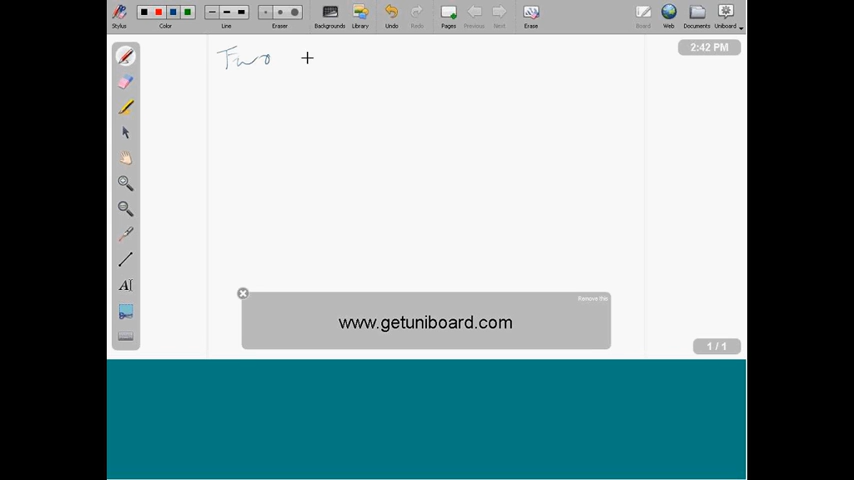 Stylus Color Line Eraser Backgrounds Library Undo Redo Pages Previous Next Erase Board Web Documents Uniboard
2:42 PM
Two
AI
Remove this
www.getuniboard.com
1 / 1